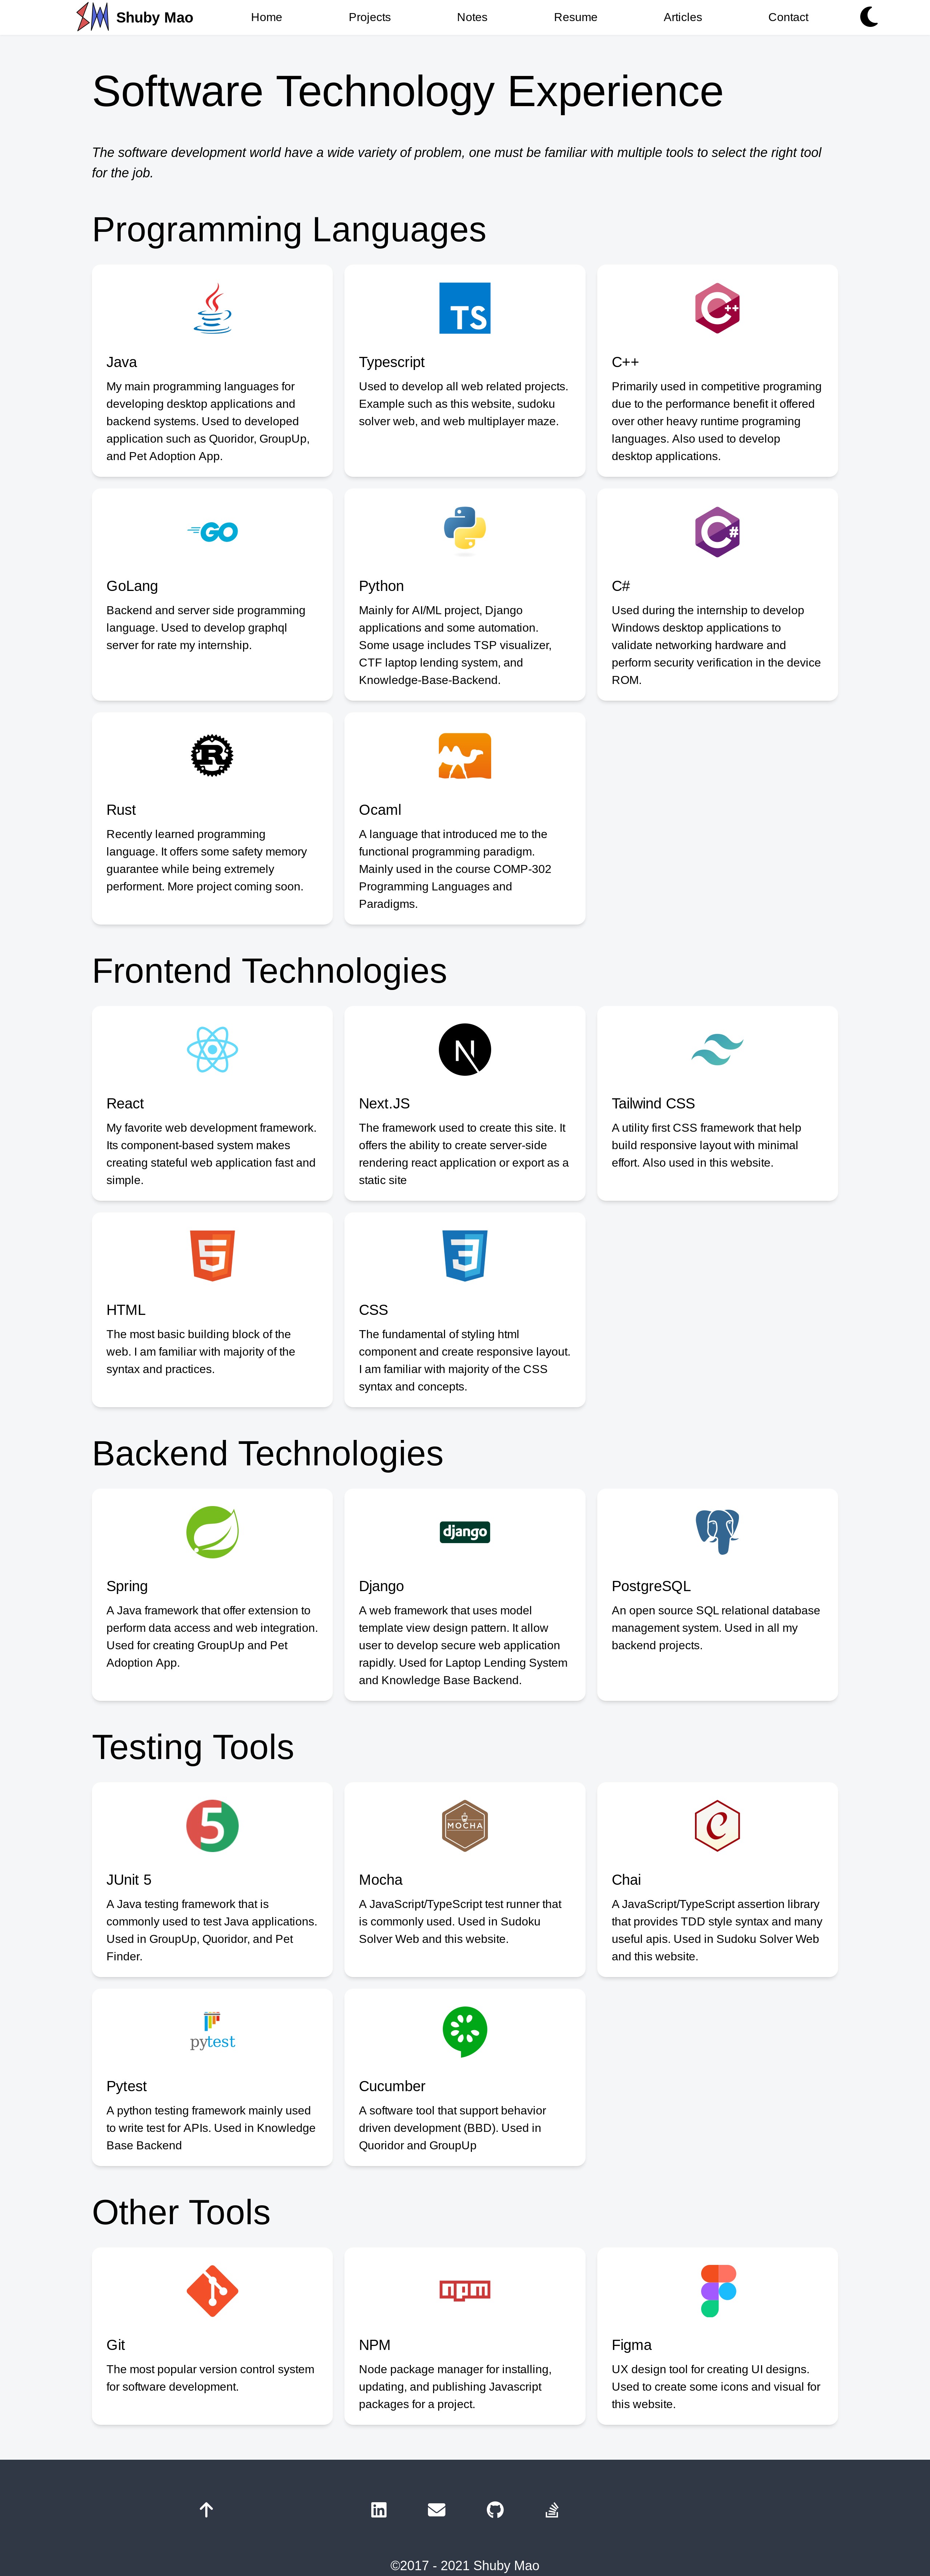 Shuby Mao Home Projects Notes Resume Articles Contact
Software Technology Experience
The software development world have a wide variety of problem, one must be familiar with multiple tools to select the right tool
for the job.
Programming Languages
TS
C++
Java
My main programming languages for
developing desktop applications and
backend systems. Used to developed
application such as Quoridor, GroupUp,
and Pet Adoption App.
Typescript
Used to develop all web related projects.
Example such as this website, sudoku
solver web, and web multiplayer maze.
C++
Primarily used in competitive programing
due to the performance benefit it offered
over other heavy runtime programing
languages. Also used to develop
desktop applications.
GO
C#
GoLang
Backend and server side programming
language. Used to develop graphql
server for rate my internship.
Python
Mainly for AI/ML project, Django
applications and some automation.
Some usage includes TSP visualizer,
CTF laptop lending system, and
Knowledge-Base-Backend.
C#
Used during the internship to develop
Windows desktop applications to
validate networking hardware and
perform security verification in the device
ROM.
R
Rust
Recently learned programming
language. It offers some safety memory
guarantee while being extremely
performent. More project coming soon.
Ocaml
A language that introduced me to the
functional programming paradigm.
Mainly used in the course COMP-302
Programming Languages and
Paradigms.
Frontend Technologies
N
React
My favorite web development framework.
Its component-based system makes
creating stateful web application fast and
simple.
Next.JS
The framework used to create this site. It
offers the ability to create server-side
rendering react application or export as a
static site
Tailwind CSS
A utility first CSS framework that help
build responsive layout with minimal
effort. Also used in this website.
5
3
HTML
The most basic building block of the
web. I am familiar with majority of the
syntax and practices.
CSS
The fundamental of styling html
component and create responsive layout.
I am familiar with majority of the CSS
syntax and concepts.
Backend Technologies
django
Spring
A Java framework that offer extension to
perform data access and web integration.
Used for creating GroupUp and Pet
Adoption App.
Django
A web framework that uses model
template view design pattern. It allow
user to develop secure web application
rapidly. Used for Laptop Lending System
and Knowledge Base Backend.
PostgreSQL
An open source SQL relational database
management system. Used in all my
backend projects.
Testing Tools
5
MOCHA
C
JUnit 5
A Java testing framework that is
commonly used to test Java applications.
Used in GroupUp, Quoridor, and Pet
Finder.
Mocha
A JavaScript/TypeScript test runner that
is commonly used. Used in Sudoku
Solver Web and this website.
Chai
A JavaScript/TypeScript assertion library
that provides TDD style syntax and many
useful apis. Used in Sudoku Solver Web
and this website.
pytest
Pytest
A python testing framework mainly used
to write test for APIs. Used in Knowledge
Base Backend
Cucumber
A software tool that support behavior
driven development (BBD). Used in
Quoridor and GroupUp
Other Tools
npm
Git
The most popular version control system
for software development.
NPM
Node package manager for installing,
updating, and publishing Javascript
packages for a project.
Figma
UX design tool for creating UI designs.
Used to create some icons and visual for
this website.
©2017 - 2021 Shuby Mao